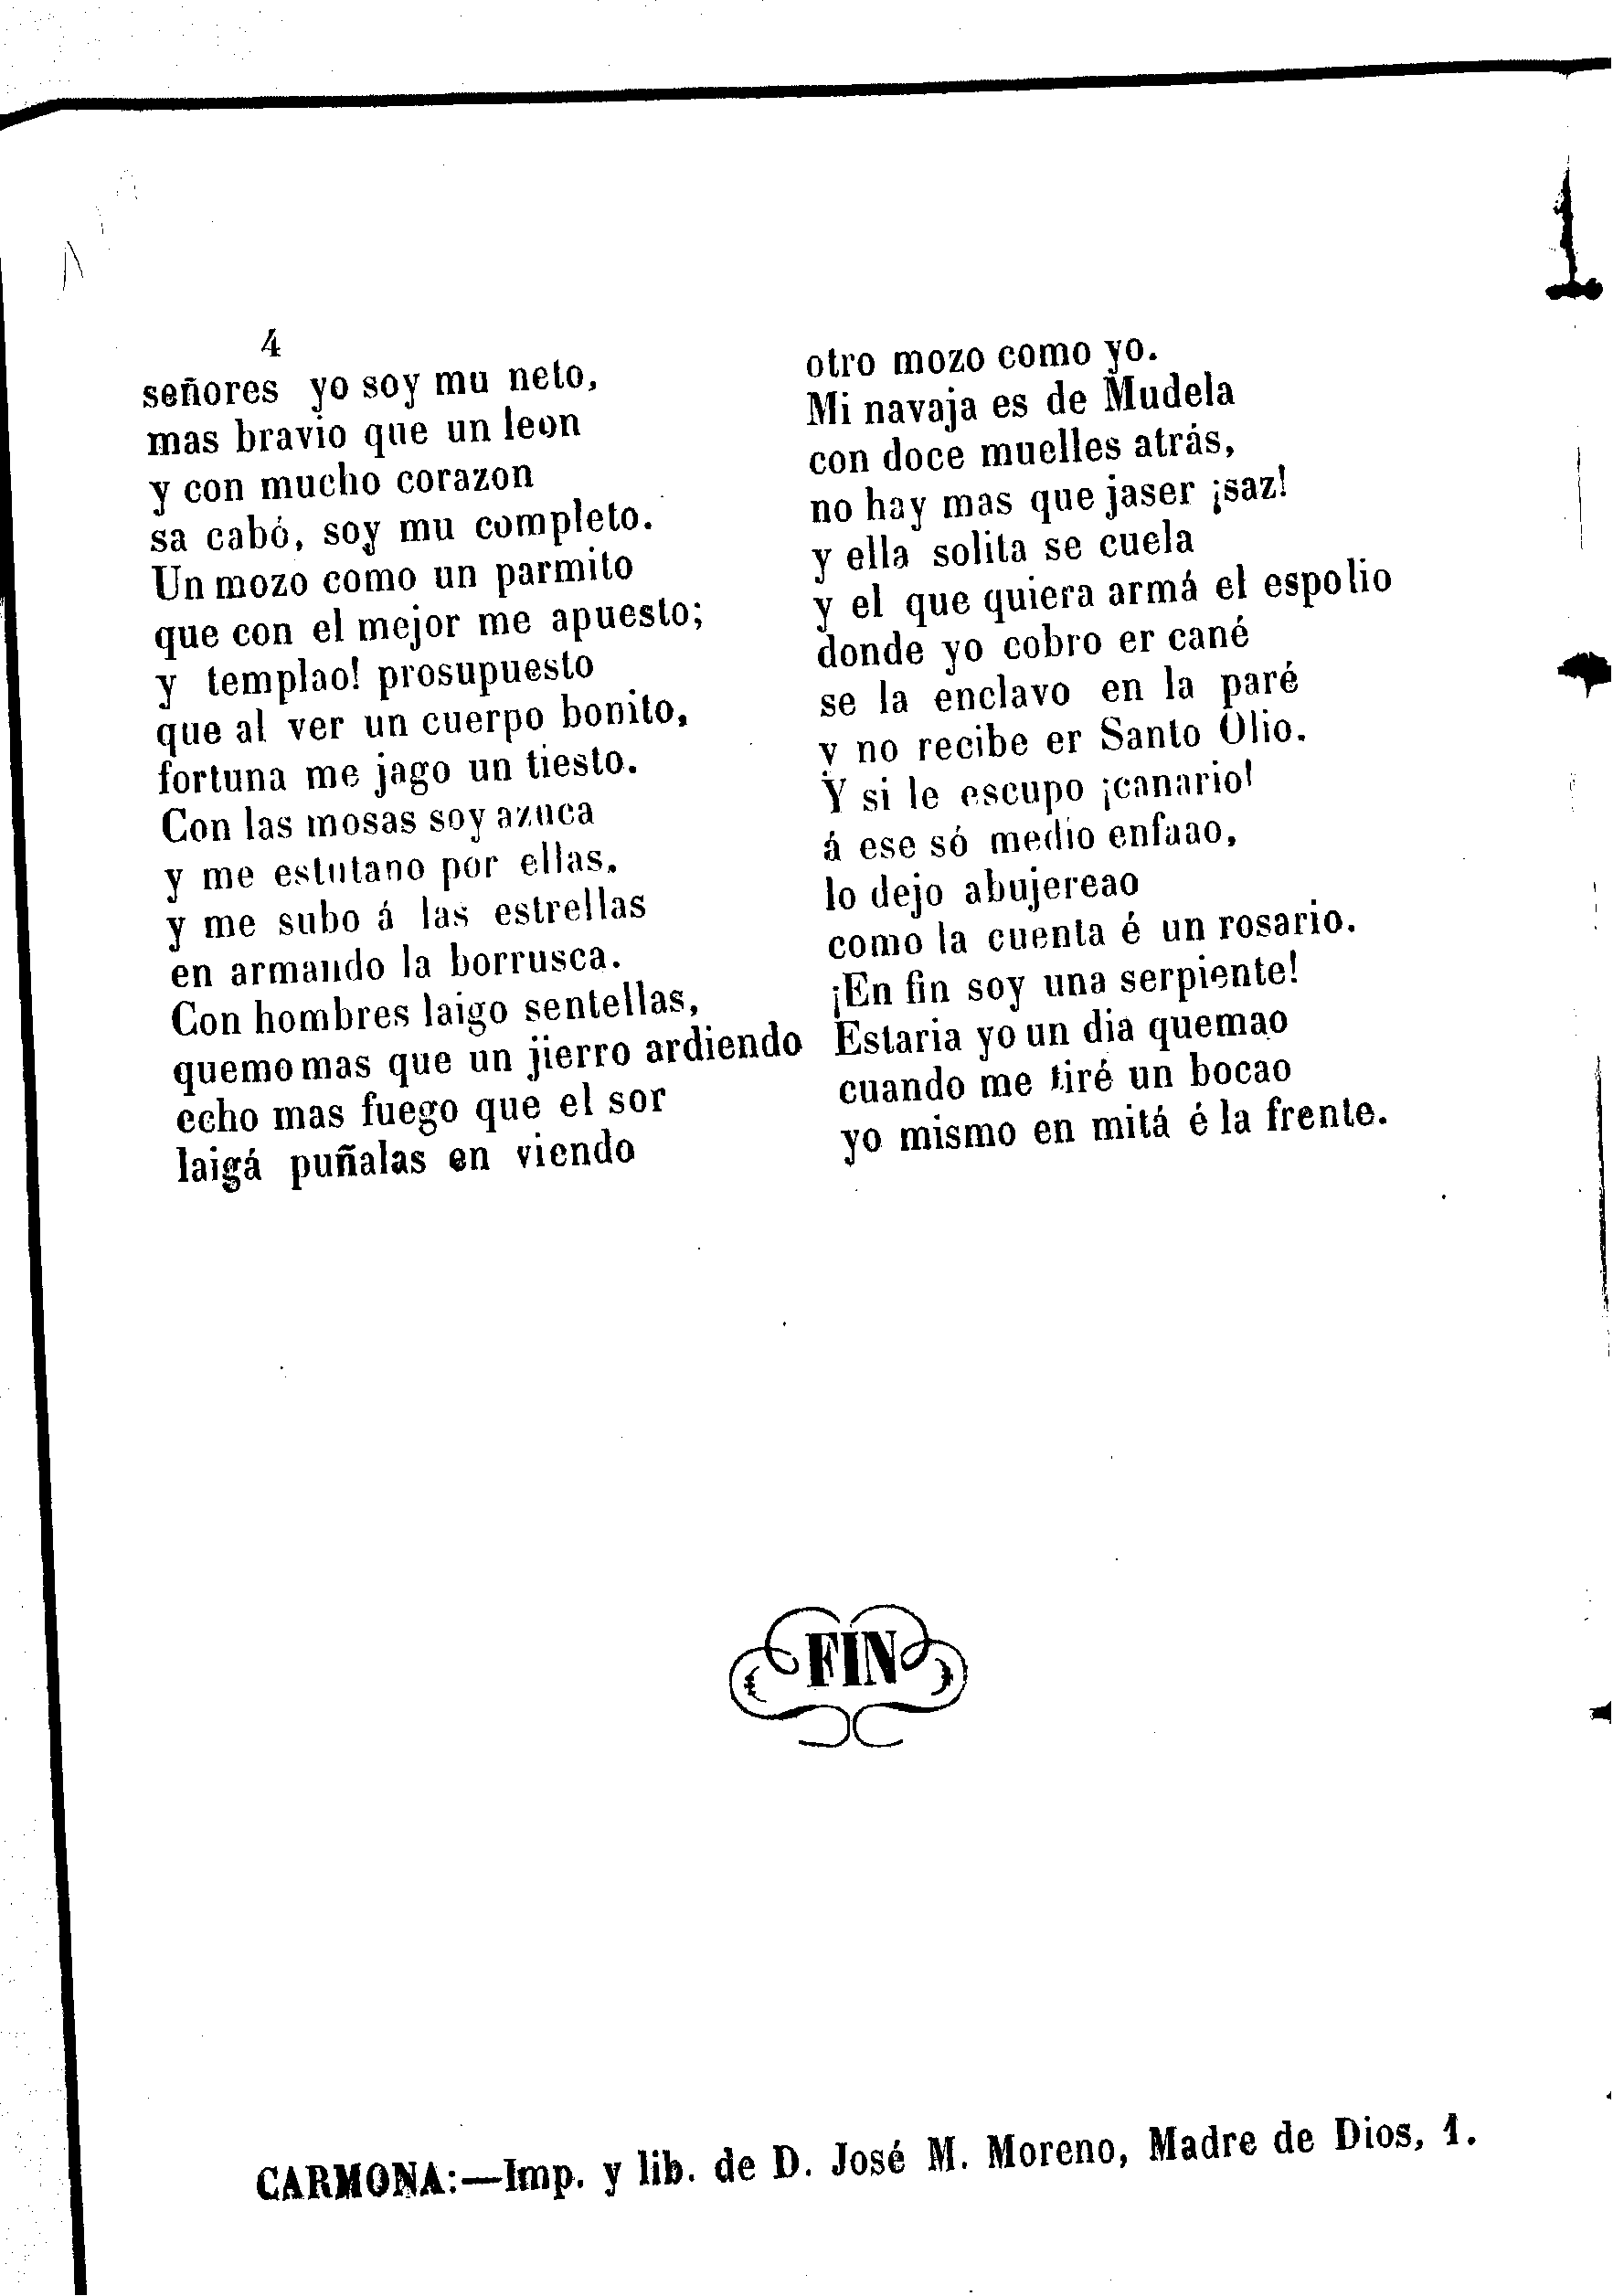 4
señores yo soy mu neto,
mas bravio que un leon
y con mucho corazon
sa cabó, soy mu completo.
Un mozo como un parmito
que con el mejor me apuesto;
y templao! prosupuesto
que al ver un cuerpo bonito,
fortuna me jago un tiesto.
Con las mosas soy azuca
y me estutano por ellas.
y me subo á las estrellas
en armando la borrusca.
Con hombres laigo sentellas,
quemo mas que un jierro ardiendo
echo mas fuego que el sor
laigá puñalas en viendo
otro mozo como yo.
Mi navaja es de Mudela
con doce muelles atrás,
no hay mas que jaser ¡saz!
y ella solita se cuela
y el que quiera armá el espolio
donde yo cobro er cané
se la enclavo en la paré
y no recibe er Santo Olio.
Y si le escupo ¡canario!
á ese só medio enfaao,
lo dejo abujereao
como la cuenta é un rosario.
¡En fin soy una serpiente!
Estaria yo un dia quemao
cuando me tiré un bocao
yo mismo en mitá é la frente.
FIN
CARMONA:—Imp. y lib. de D. José M. Moreno, Madre de Dios, 1.